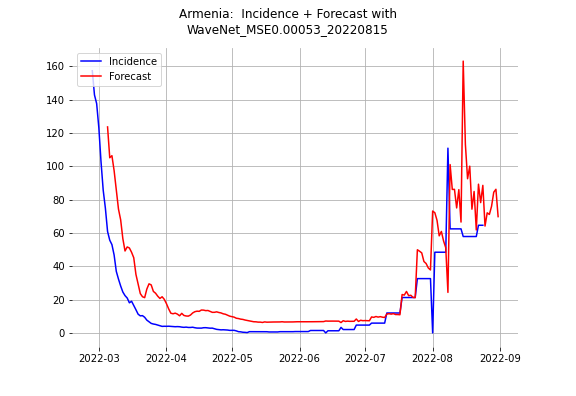 Armenia:  Incidence + Forecast with
WaveNet_MSE0.00053_20220815
Incidence
Forecast
160
140
120
100
80
60
40
20
0
2022-03 2022-04 2022-05 2022-06 2022-07 2022-08 2022-09